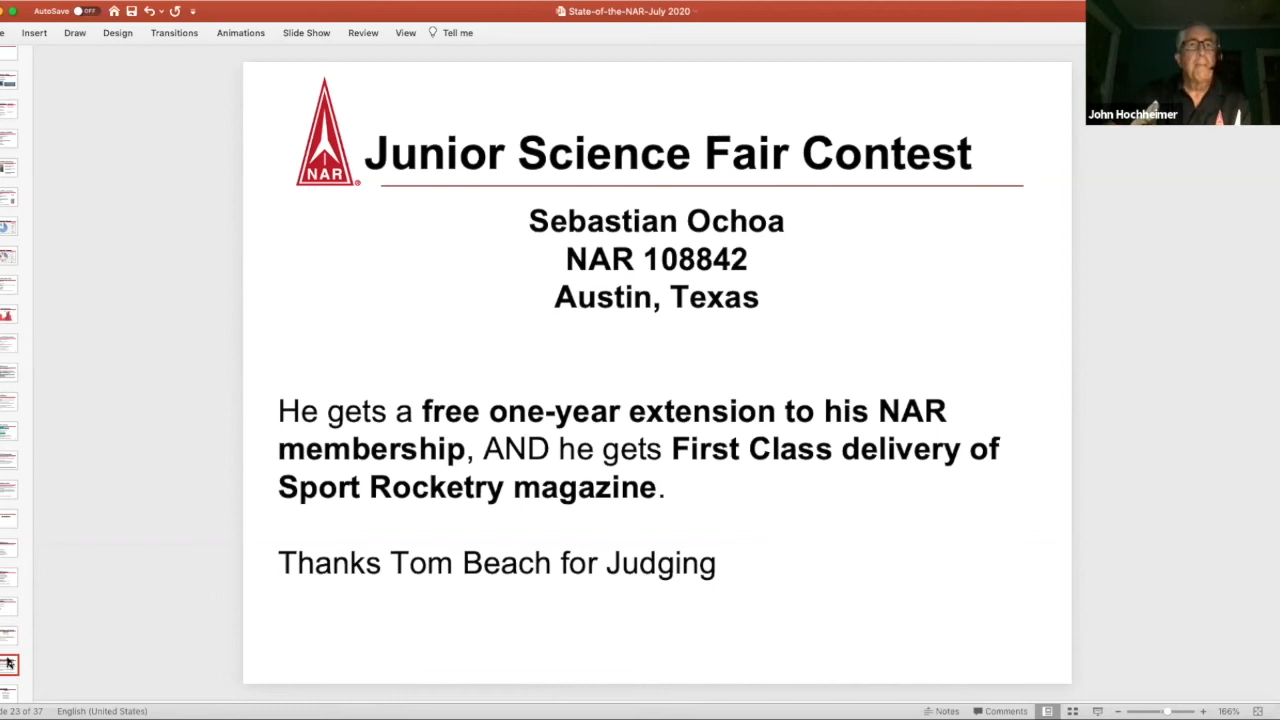 AutoSave OFF
State-of-the-NAR-July 2020
Insert Draw Design Transitions Animations Slide Show Review View Tell me
John Hochheimer
NAR ®
Junior Science Fair Contest
Sebastian Ochoa
NAR 108842
Austin, Texas
He gets a free one-year extension to his NAR
membership, AND he gets First Class delivery of
Sport Rocketry magazine.
Thanks Tom Beach for Judging
de 23 of 37 English (United States) Notes Comments 166%